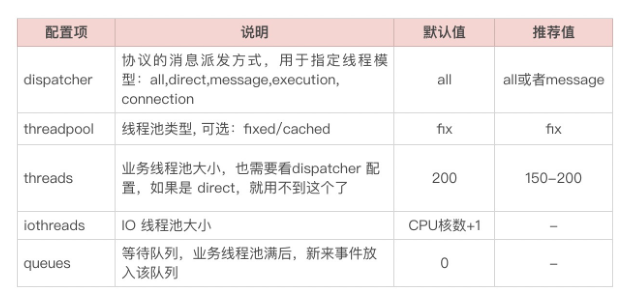 配置项 说明 默认值 推荐值
dispatcher
协议的消息派发方式，用于指定线程模
型：all,direct,message,execution,
connection
all
all或者message
threadpool 线程池类型, 可选：fixed/cached fix fix
threads
业务线程池大小，也需要看dispatcher 配
置，如果是 direct，就用不到这个了
200
150-200
iothreads IO 线程池大小 CPU核数+1 –
queues
等待队列，业务线程池满后，新来事件放
入该队列
0
–